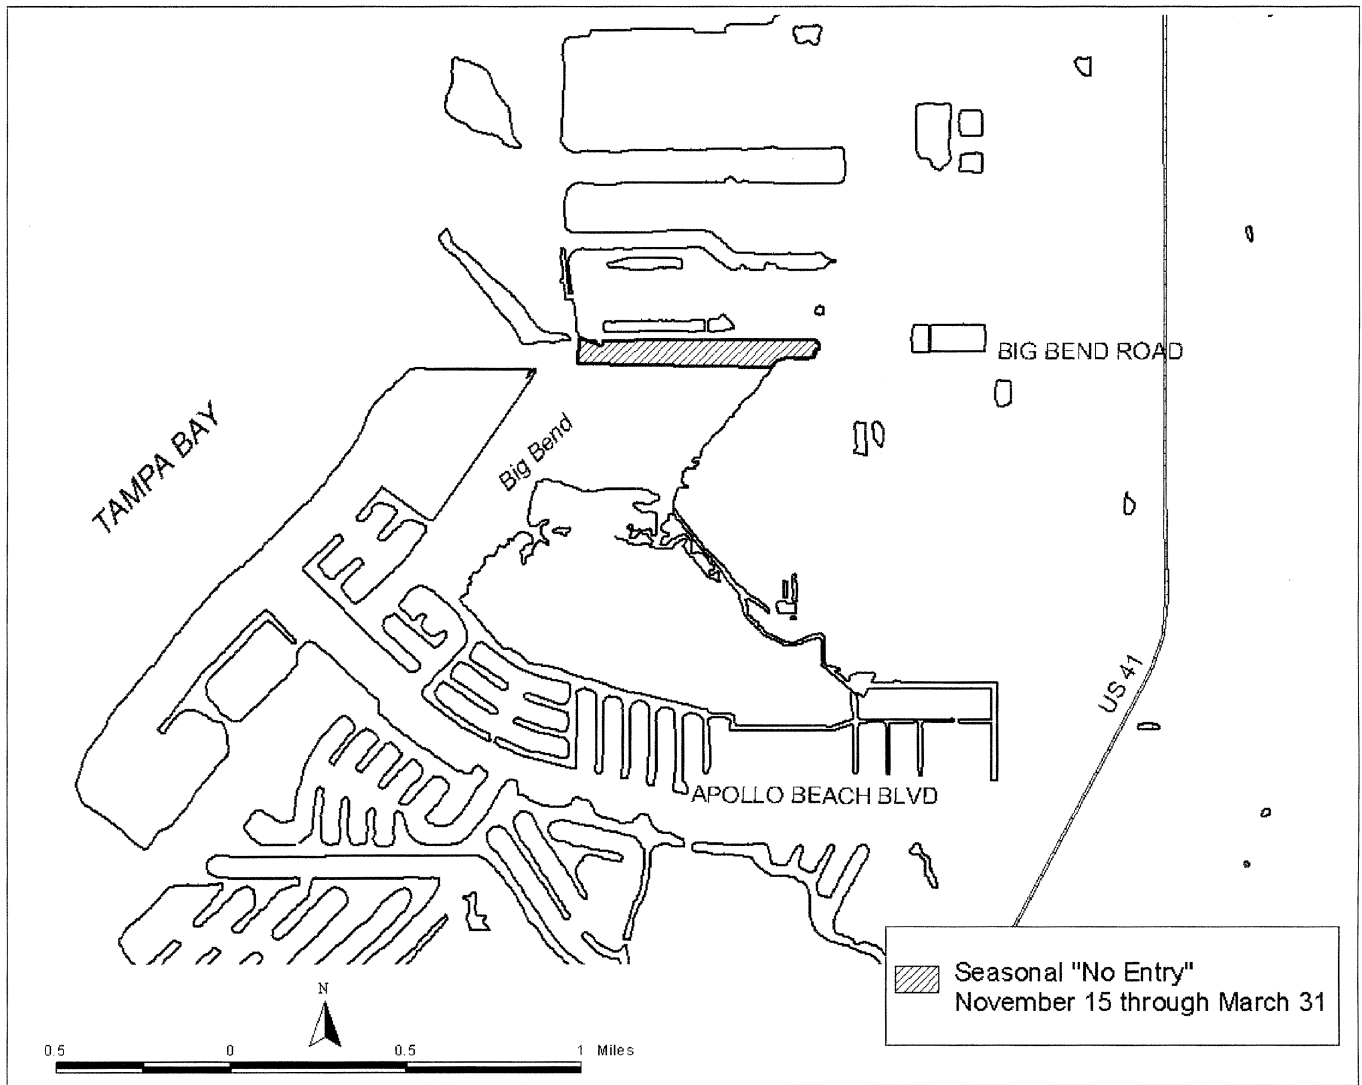 BIG BEND ROAD
TAMPA BAY
Big Bend
US 41
APOLLO BEACH BLVD
Seasonal "No Entry"
November 15 through March 31
N
0.5 0 0.5 1 Miles